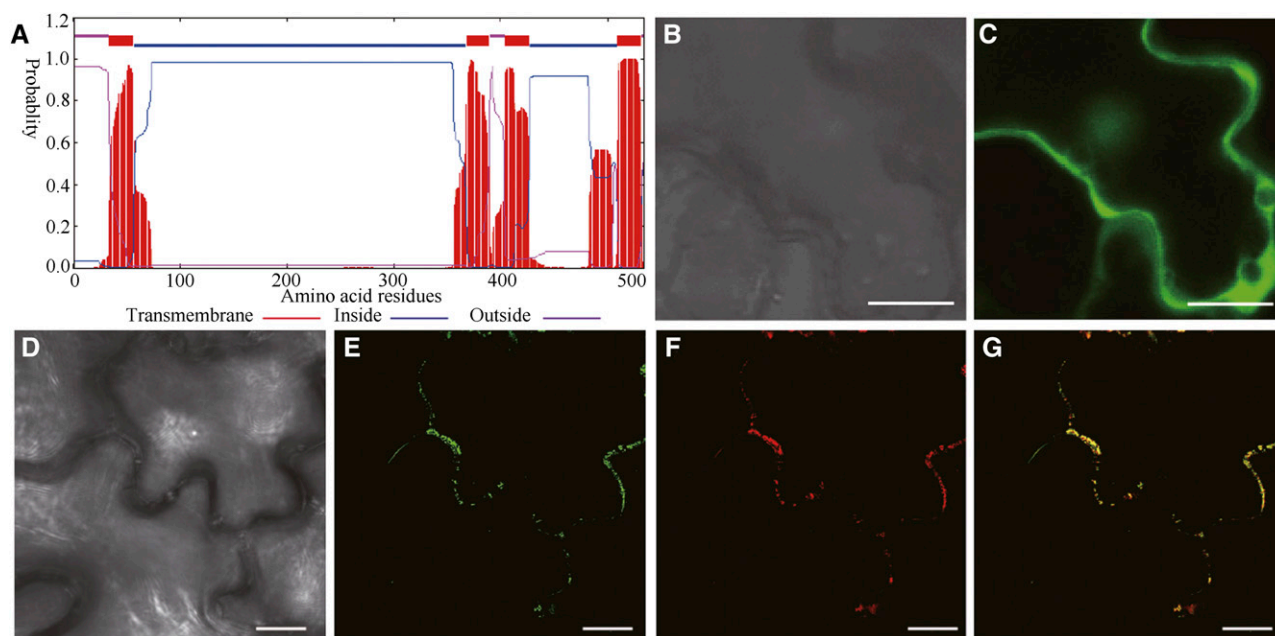 A
B
C
Probablity
1.2
1.0
0.8
0.6
0.4
0.2
0.0
0 100 200 300 400 500
Amino acid residues
Transmembrane Inside Outside
D
E
F
G